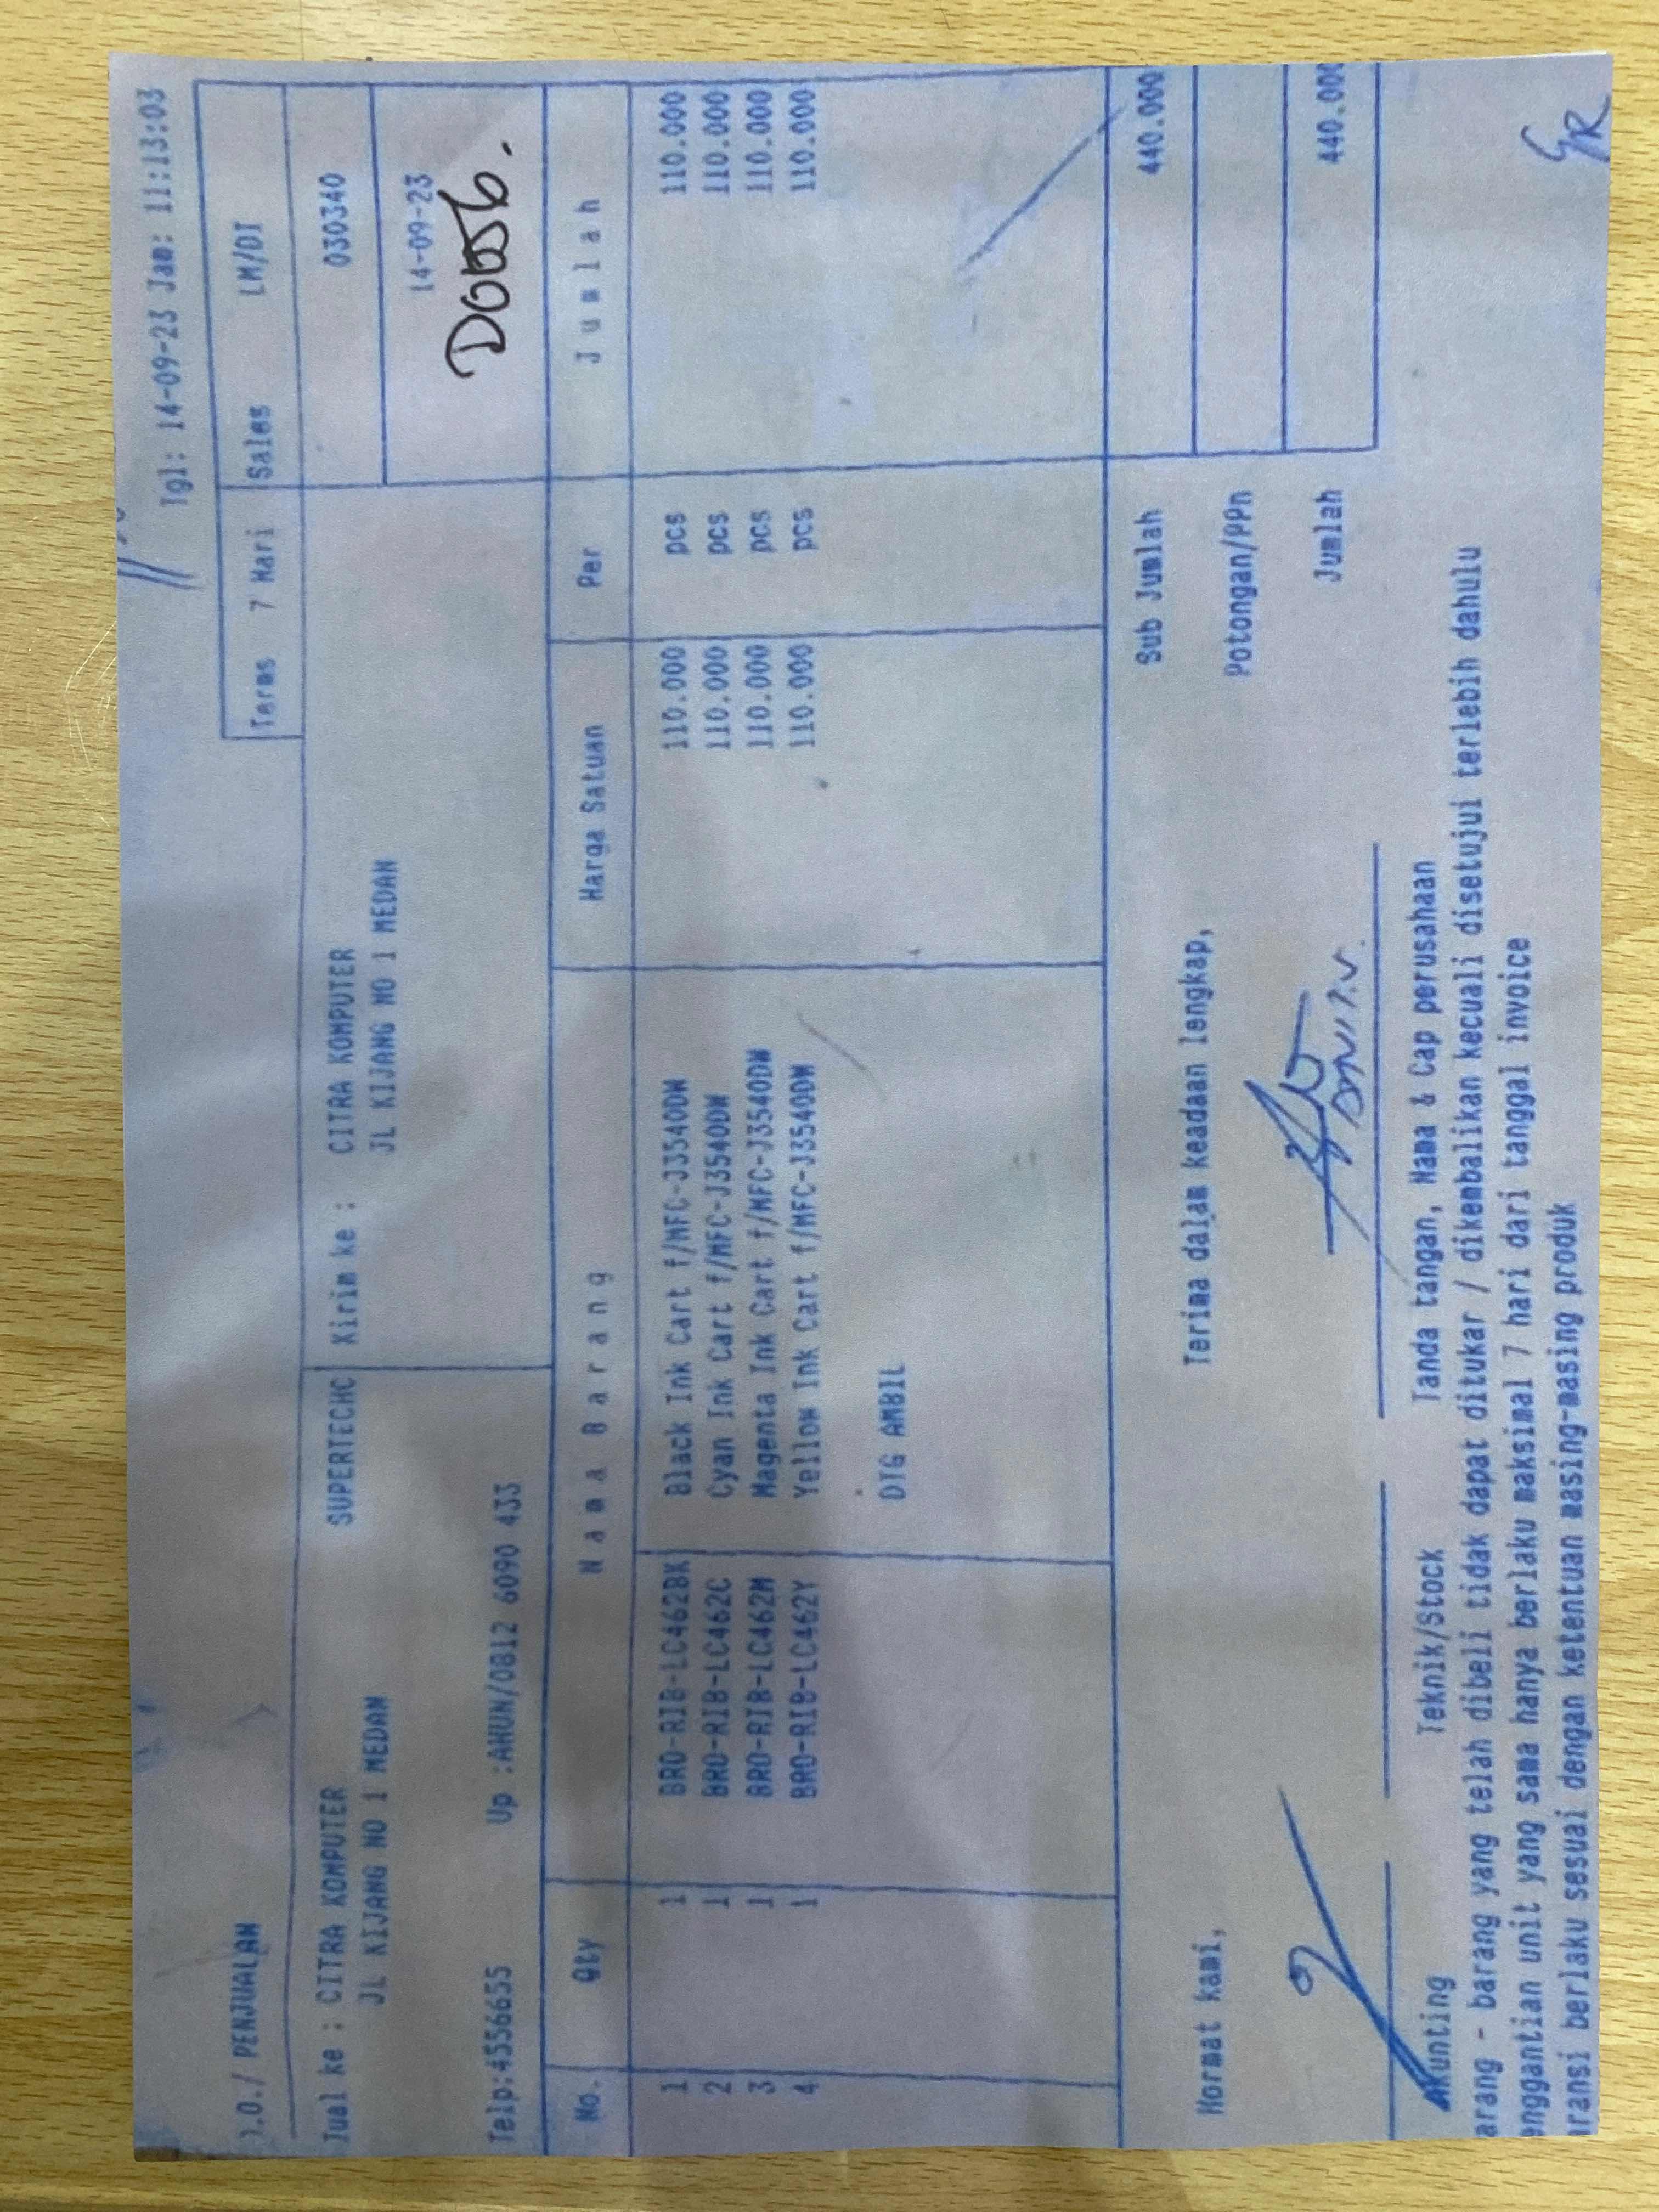 Tgl: 14-09-23 Jam: 11:13:03
D.O./ PENJUALAN
Terms 7 Hari Sales LM/DI
Jual ke : CITRA KOMPUTER SUPERTECHC Kirim ke : CITRA KOMPUTER 030340
JL KIJANG NO 1 MEDAN JL KIJANG NO 1 MEDAN
14-09-23
Telp:4556655 Up :AHUN/0812 6090 433
No. Qty Nama Barang Harga Satuan Per Jumlah
1 1 BRO-RIB-LC462BK Black Ink Cart f/MFC-J3540DW 110.000 pcs 110.000
2 1 BRO-RIB-LC462C Cyan Ink Cart f/MFC-J3540DW 110.000 pcs 110.000
3 1 BRO-RIB-LC462M Magenta Ink Cart f/MFC-J3540DW 110.000 pcs 110.000
4 1 BRO-RIB-LC462Y Yellow Ink Cart f/MFC-J3540DW 110.000 pcs 110.000
DTG AMBIL
Sub Jumlah 440.000
Hormat kami, Terima dalam keadaan lengkap,
Potongan/PPn
Jumlah 440.000
Akunting Teknik/Stock Tanda tangan, Nama & Cap perusahaan
arang - barang yang telah dibeli tidak dapat ditukar / dikembalikan kecuali disetujui terlebih dahulu
enggantian unit yang sama hanya berlaku maksimal 7 hari dari tanggal invoice
aransi berlaku sesuai dengan ketentuan masing-masing produk